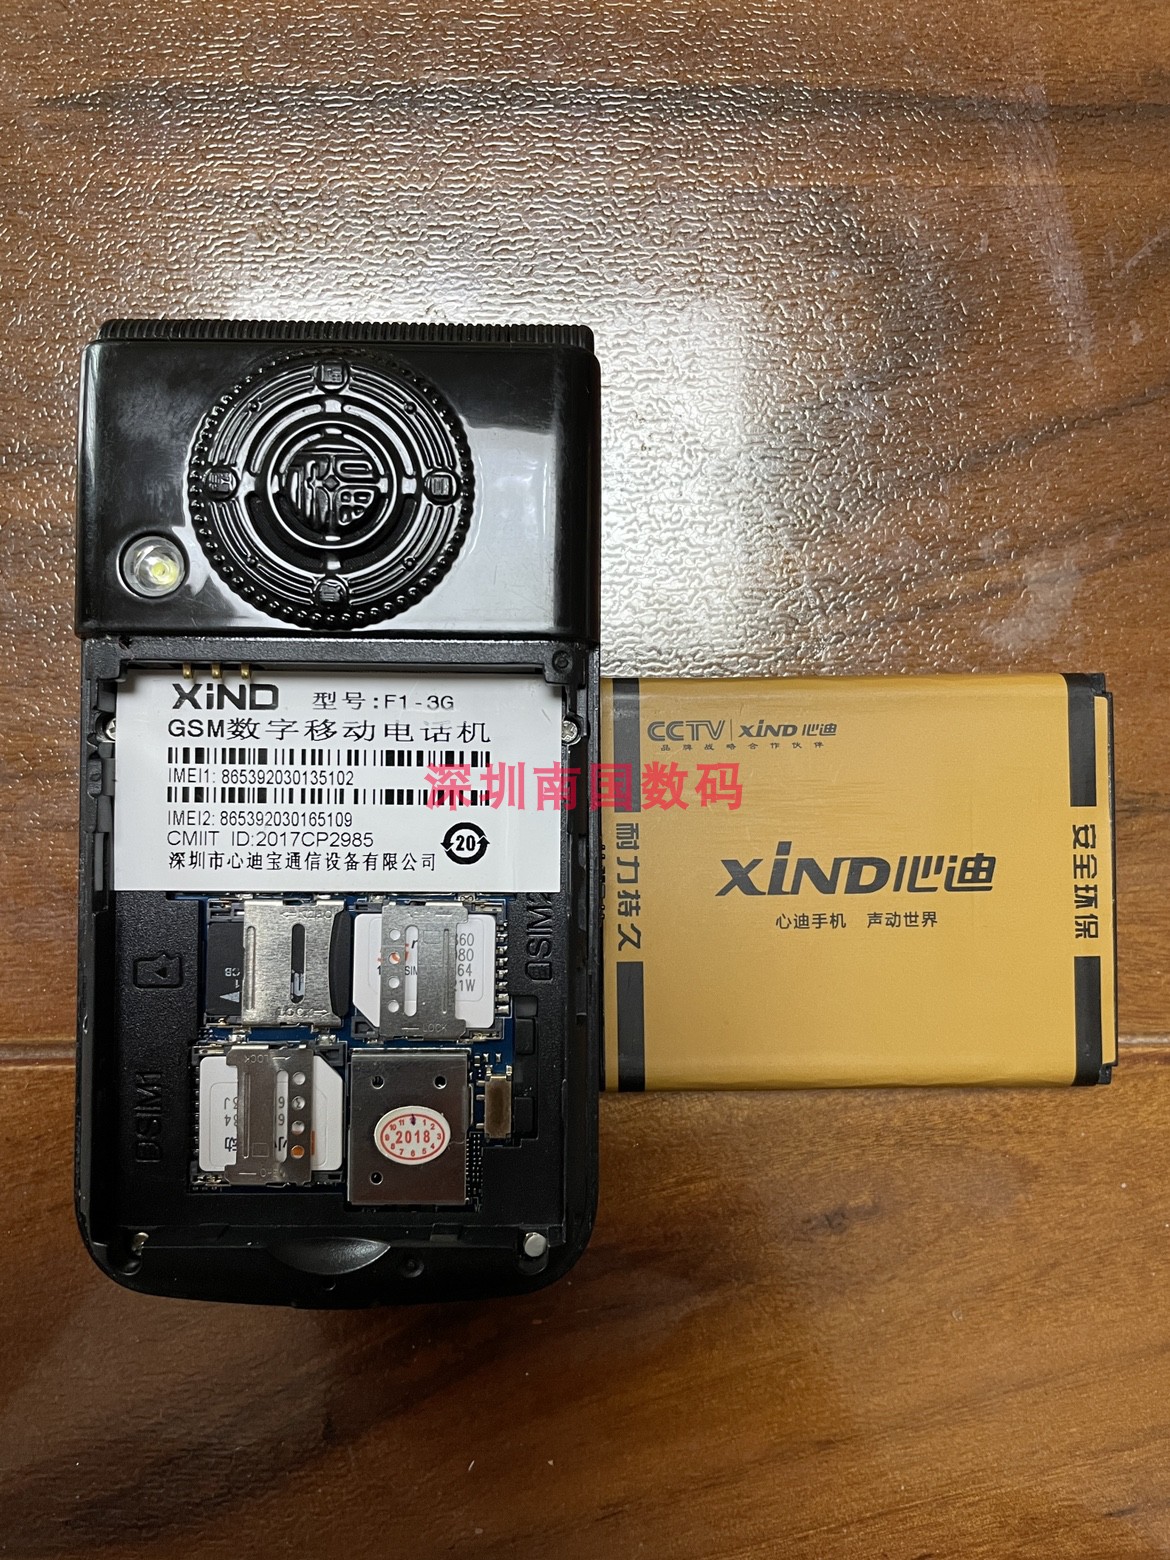 福
XiND 型号:F1-3G
GSM数字移动电话机
IMEI1: 865392030135102
IMEI2: 865392030165109
CMIIT ID:2017CP2985
深圳市心迪宝通信设备有限公司
20
深圳南国数码
SIM2
SIM1
LOCK
LOCK
2018
CCTV XiND 心迪
品牌战略合作伙伴
XiND心迪
心迪手机 声动世界
耐力持久
安全环保